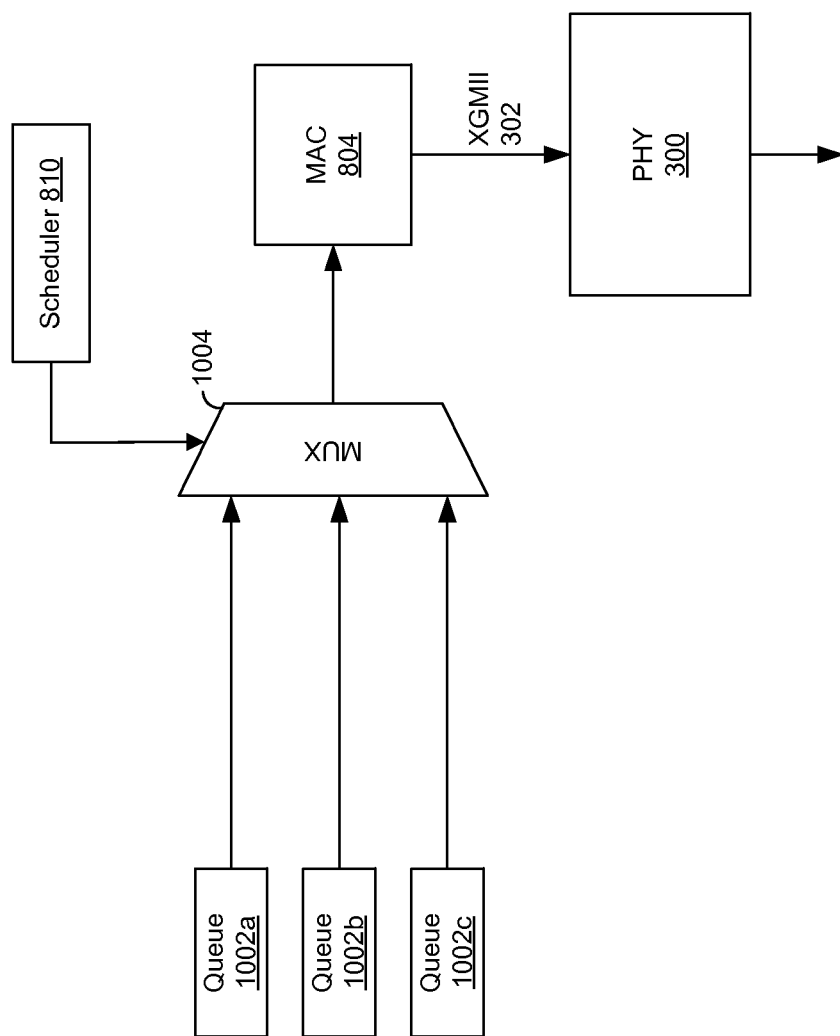 Scheduler 810
1004
MUX
MAC
804
XGMII
302
PHY
300
Queue
1002a
Queue
1002b
Queue
1002c